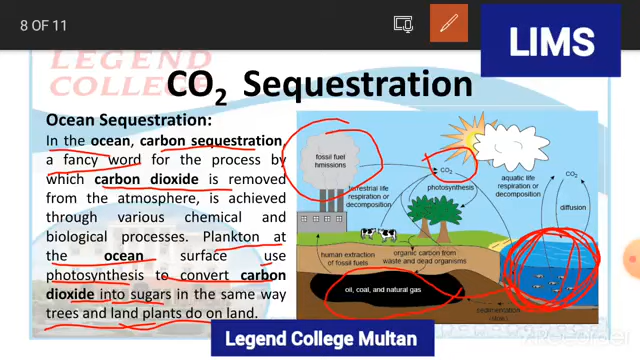 8 OF 11
LIMS
LEGEND
COLLEGE
CO2 Sequestration
Ocean Sequestration:
In the ocean, carbon sequestration,
a fancy word for the process by
which carbon dioxide is removed
from the atmosphere, is achieved
through various chemical and
biological processes. Plankton at
the ocean surface use
photosynthesis to convert carbon
dioxide into sugars in the same way
trees and land plants do on land.
fossil fuel
hmissions
CO2
photosynthesis
terrestrial life
respiration or
decomposition
aquatic life
respiration or
decomposition
CO2
diffusion
human extraction
of fossil fuels
organic carbon from
waste and dead organisms
oil, coal, and natural gas
sedimentation
(slow)
Legend College Multan
Recorder